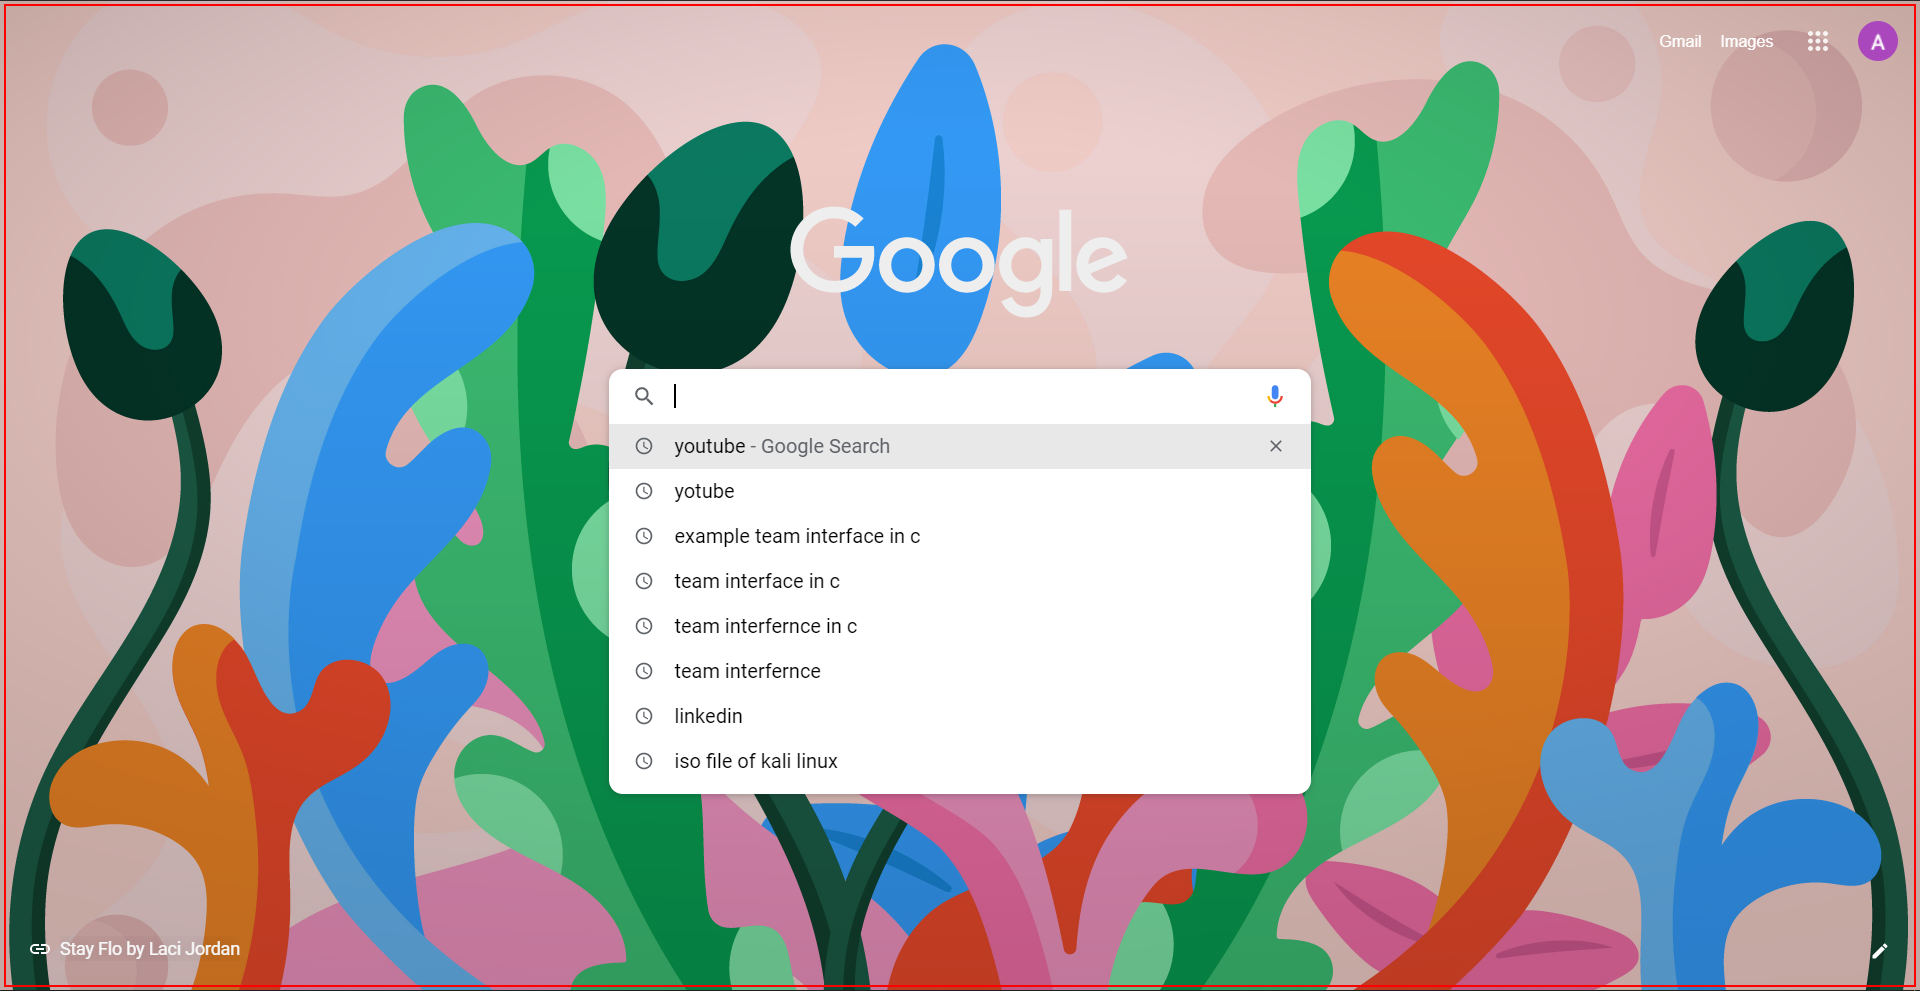 Gmail Images A
Google
youtube - Google Search
yotube
example team interface in c
team interface in c
team interfernce in c
team interfernce
linkedin
iso file of kali linux
Stay Flo by Laci Jordan